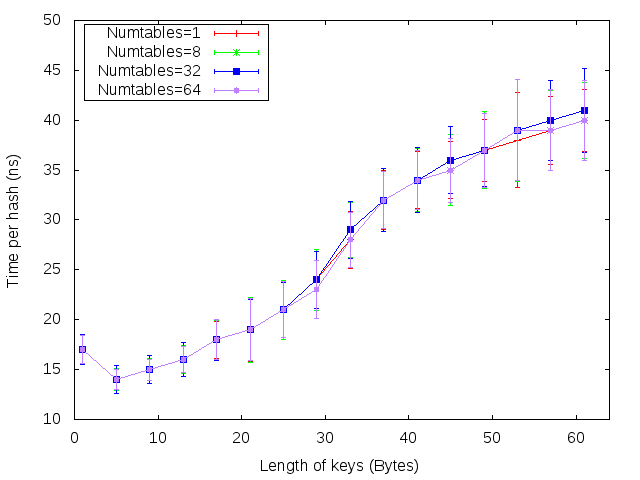 Numtables=1
Numtables=8
Numtables=32
Numtables=64
50
45
40
35
30
25
20
15
10
0 10 20 30 40 50 60
Time per hash (ns)
Length of keys (Bytes)